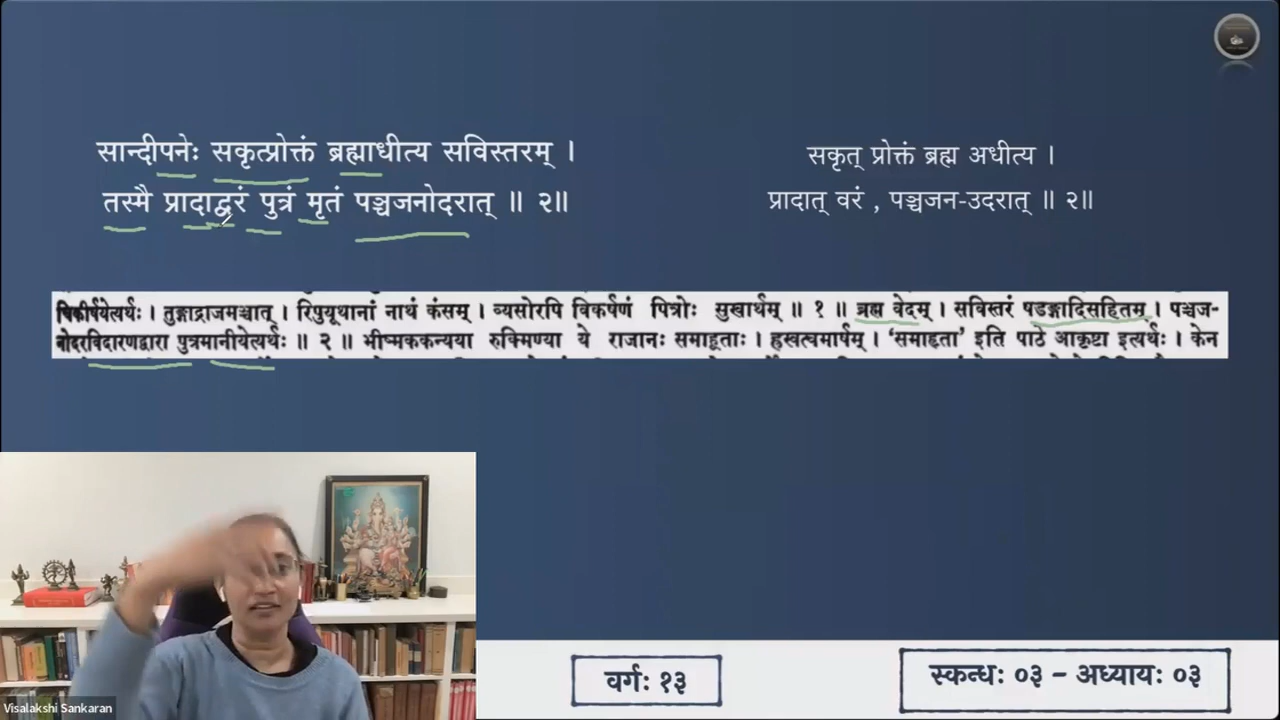 सान्दीपनेः सकृत्प्रोक्तं ब्रह्माधीत्य सविस्तरम् ।
तस्मै प्रादाद्वरं पुत्रं मृतं पञ्चजनोदरात् ॥ २॥
सकृत् प्रोक्तं ब्रह्म अधीत्य ।
प्रादात् वरं , पञ्चजन-उदरात् ॥ २॥
चिकीर्षयेत्यर्थः । तुङ्गाद्राजमञ्चात् । रिपुयूथानां नाथं कंसम् । व्यसोरपि विकर्षणं पित्रोः सुखार्थम् ॥ १ ॥ ब्रह्म वेदम् । सविस्तरं षडङ्गादिसहितम् । पञ्चज-
नोदरविदारणद्वारा पुत्रमानीयेत्यर्थः ॥ २ ॥ भीष्मककन्यया रुक्मिण्या ये राजानः समाहूताः । ह्रस्वत्वमार्षम् । ‘समाहृता’ इति पाठे आकृष्टा इत्यर्थः । केन
Visalakshi Sankaran
वर्गः १३
स्कन्धः ०३ – अध्यायः ०३